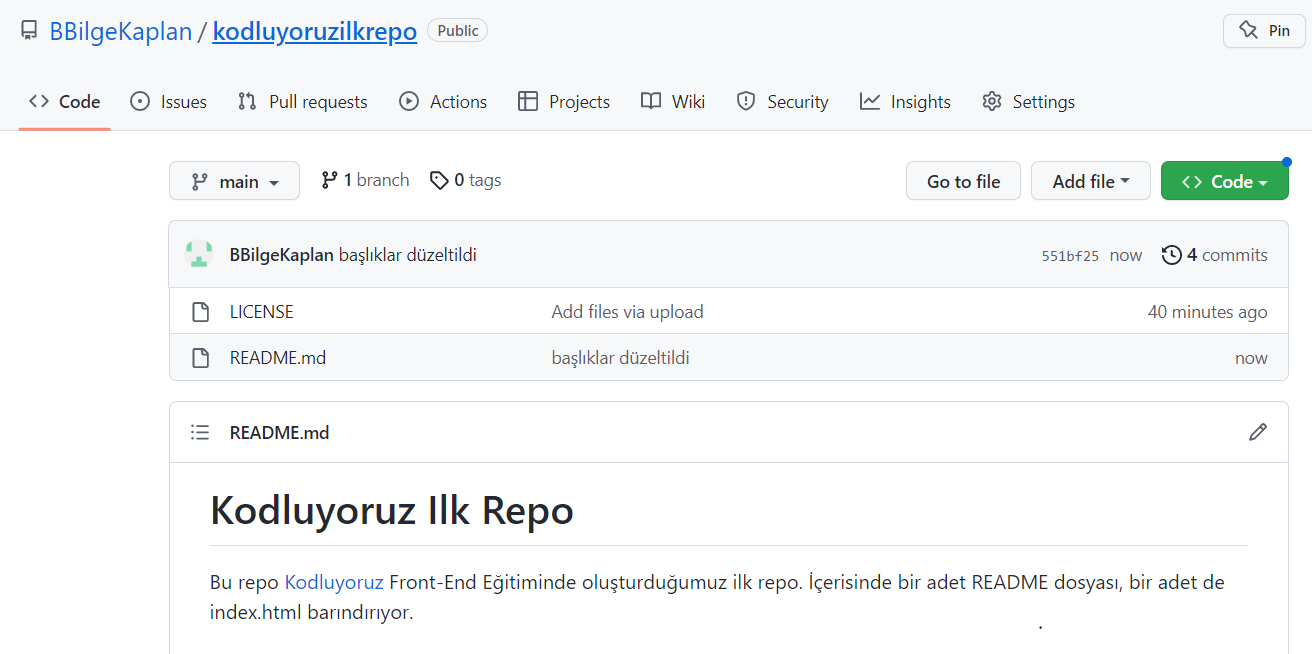 BBilgeKaplan / kodluyoruzilkrepo Public Pin
Code Issues Pull requests Actions Projects Wiki Security Insights Settings
main 1 branch 0 tags Go to file Add file Code
BBilgeKaplan başlıklar düzeltildi 551bf25 now 4 commits
LICENSE Add files via upload 40 minutes ago
README.md başlıklar düzeltildi now
README.md
Kodluyoruz Ilk Repo
Bu repo Kodluyoruz Front-End Eğitiminde oluşturduğumuz ilk repo. İçerisinde bir adet README dosyası, bir adet de
index.html barındırıyor.